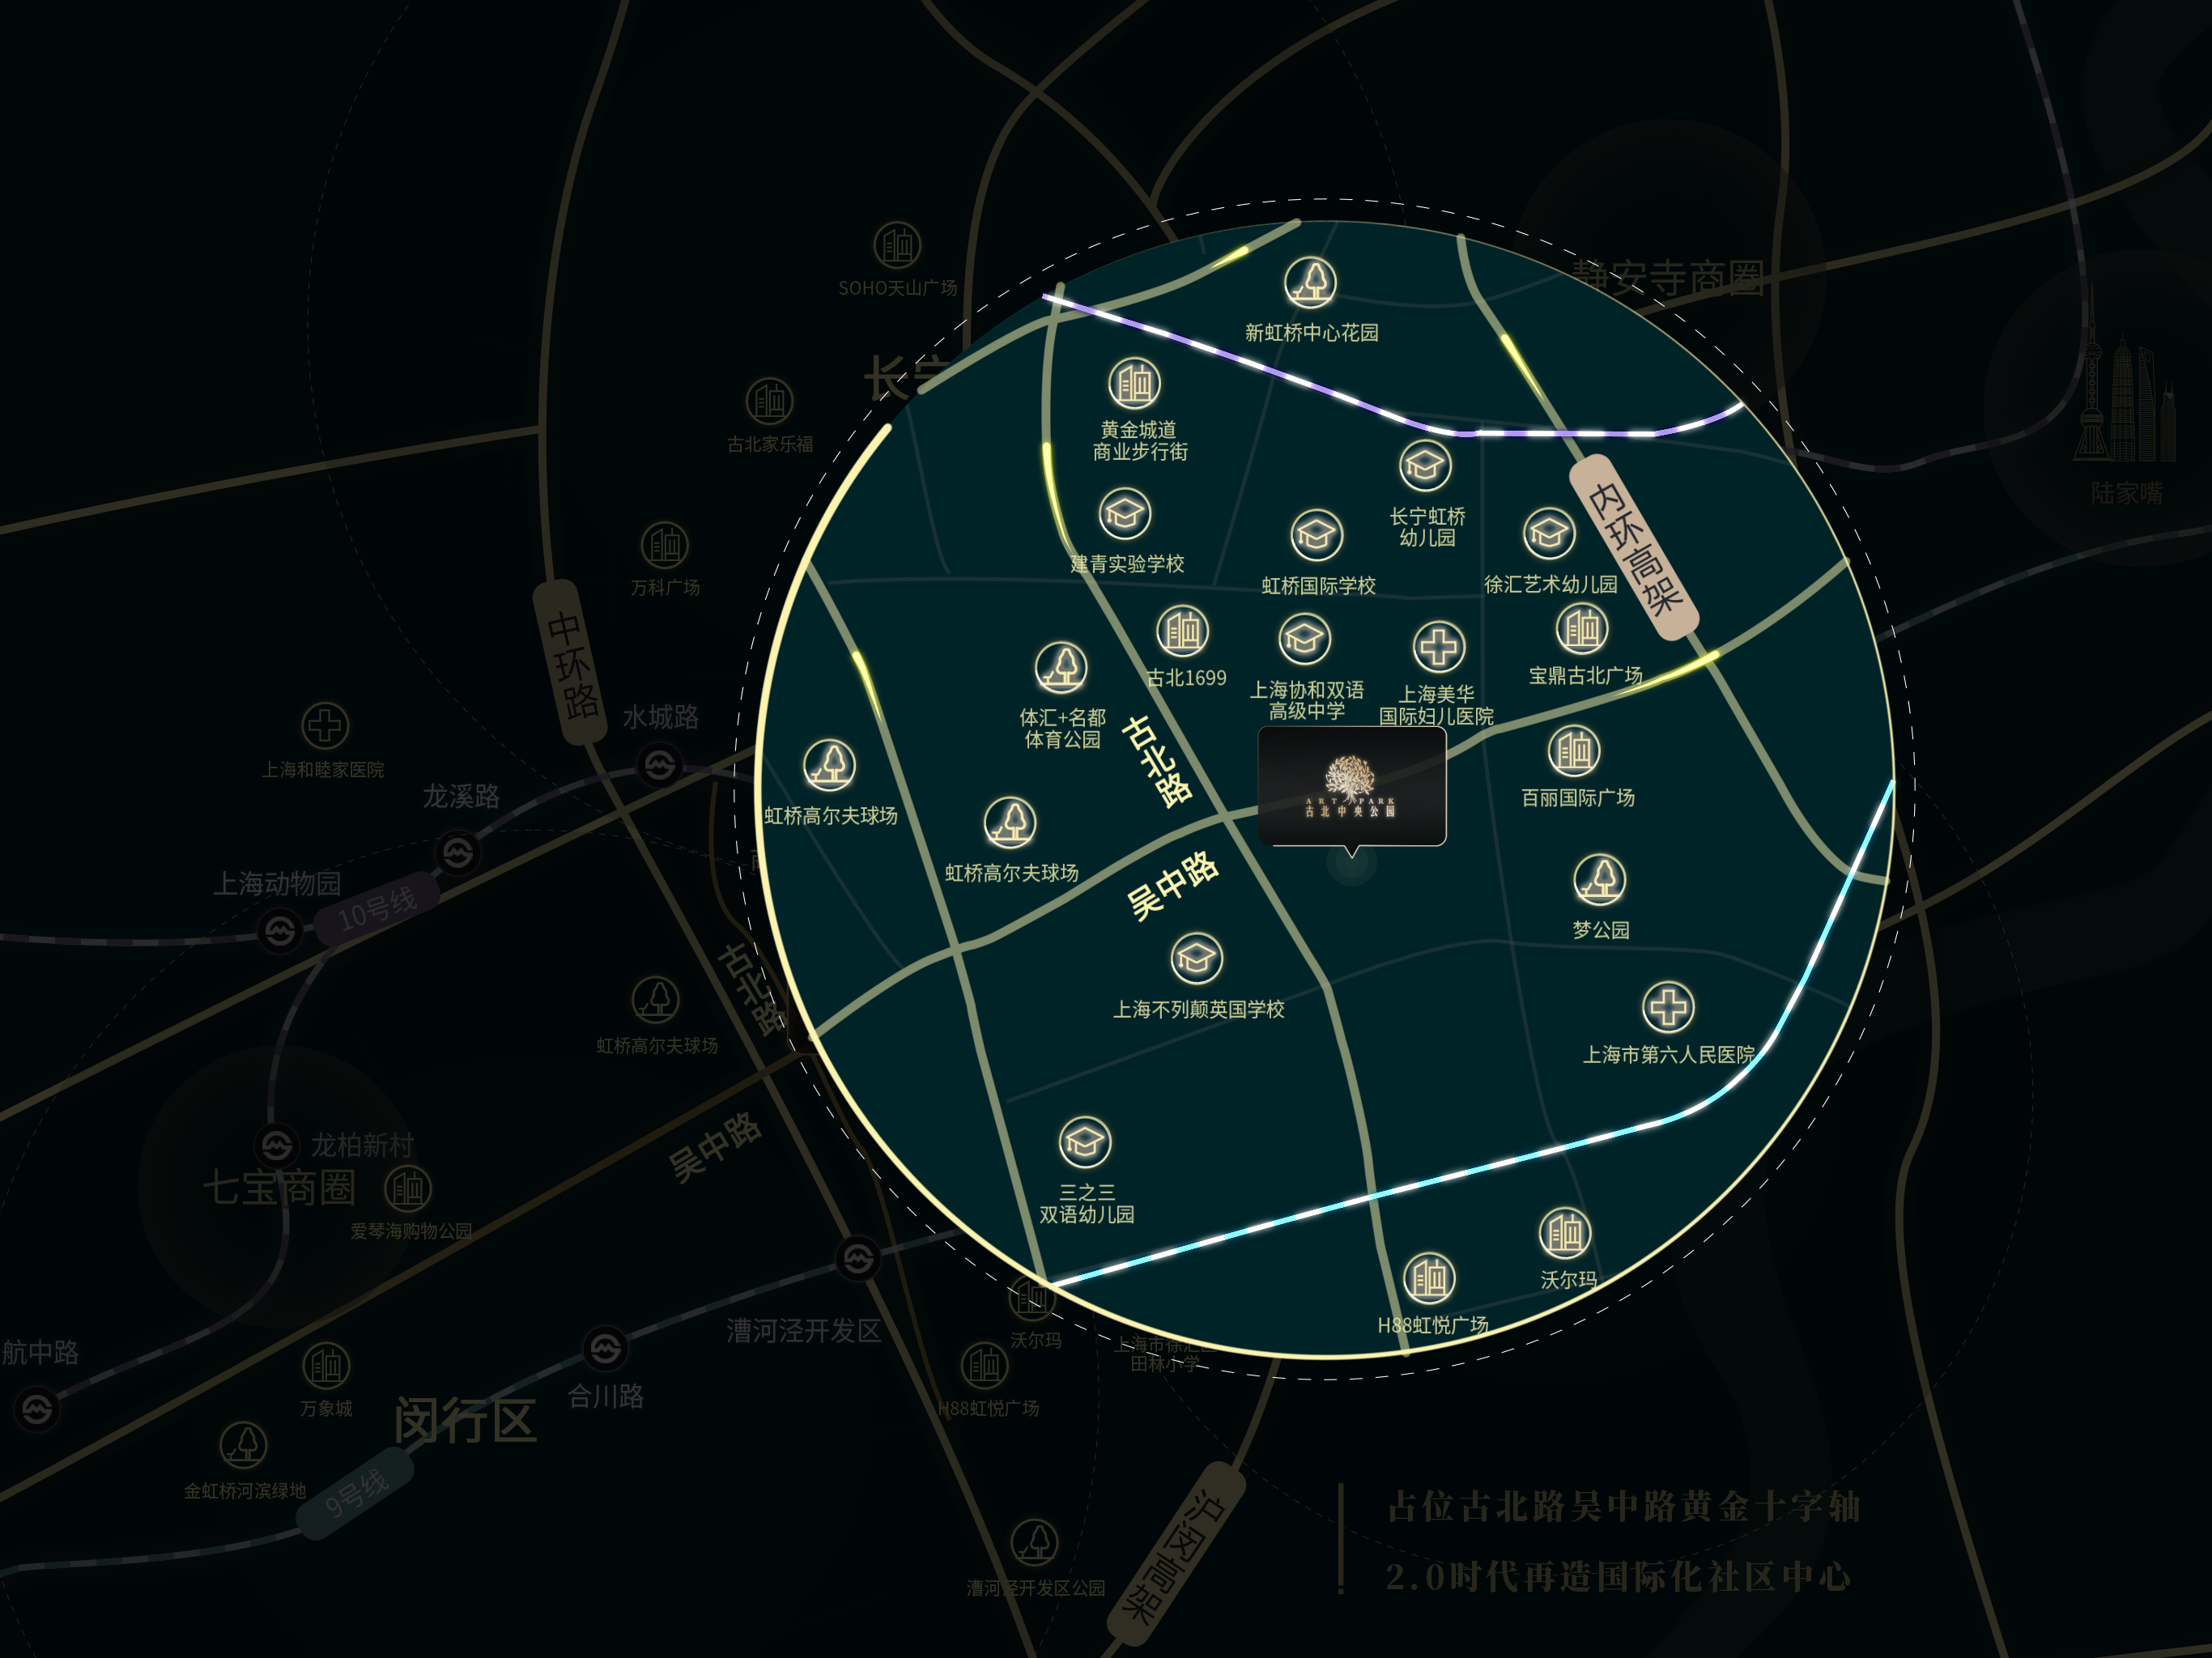 SOHO天山广场
静安寺商圈
新虹桥中心花园
长宁
古北家乐福
黄金城道
商业步行街
陆家嘴
内环高架
长宁虹桥
幼儿园
建青实验学校
虹桥国际学校
徐汇艺术幼儿园
万科广场
中环路
古北1699
宝鼎古北广场
上海协和双语
高级中学
上海美华
国际妇儿医院
体汇+名都
体育公园
水城路
古北路
上海和睦家医院
龙溪路
ART PARK
古北中央公园
百丽国际广场
虹桥高尔夫球场
虹桥高尔夫球场
上海动物园
10号线
吴中路
梦公园
古北路
上海不列颠英国学校
虹桥高尔夫球场
上海市第六人民医院
龙柏新村
吴中路
七宝商圈
三之三
双语幼儿园
爱琴海购物公园
沃尔玛
H88虹悦广场
漕河泾开发区
沃尔玛
上海市徐汇区
田林小学
航中路
合川路
万象城
H88虹悦广场
闵行区
金虹桥河滨绿地
9号线
沪闵高架
漕河泾开发区公园
占位古北路吴中路黄金十字轴
2.0时代再造国际化社区中心